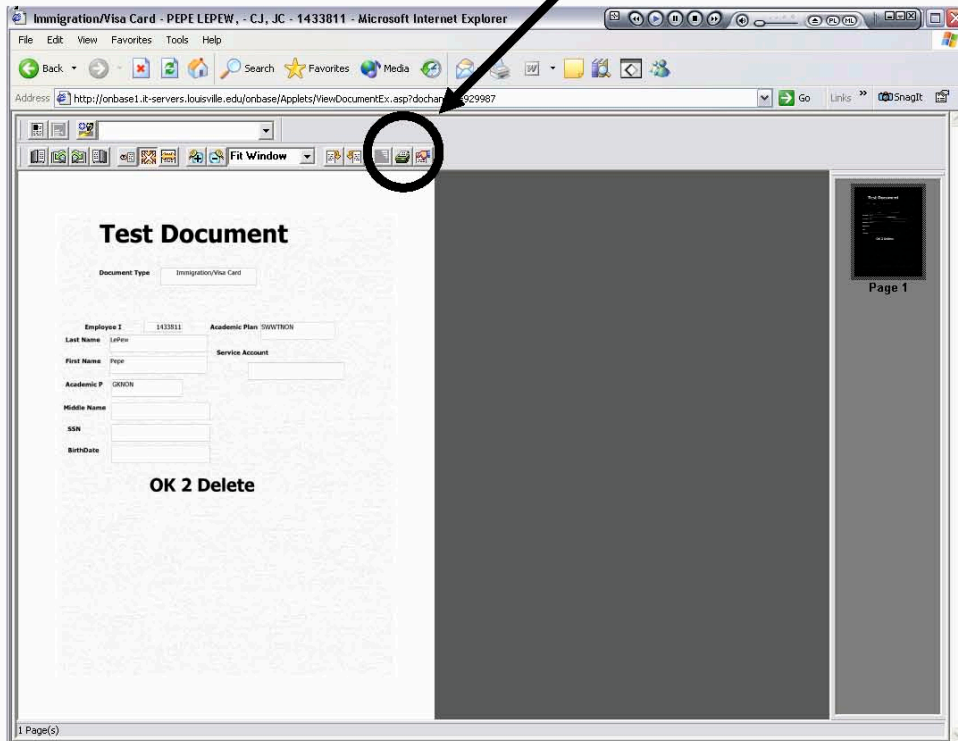 Immigration/Visa Card - PEPE LEPEW, - CJ, JC - 1433811 - Microsoft Internet Explorer
File Edit View Favorites Tools Help
Back Search Favorites Media
Address http://onbase1.it-servers.louisville.edu/onbase/Applets/ViewDocumentEx.asp?dochan 929987 Go Links » SnagIt
Fit Window
Test Document
Document Type Immigration/Visa Card
Employee I 1433811 Academic Plan SWWTNON
Last Name LePew
Service Account
First Name Pepe
Academic P GKNON
Middle Name
SSN
BirthDate
OK 2 Delete
Page 1
1 Page(s)